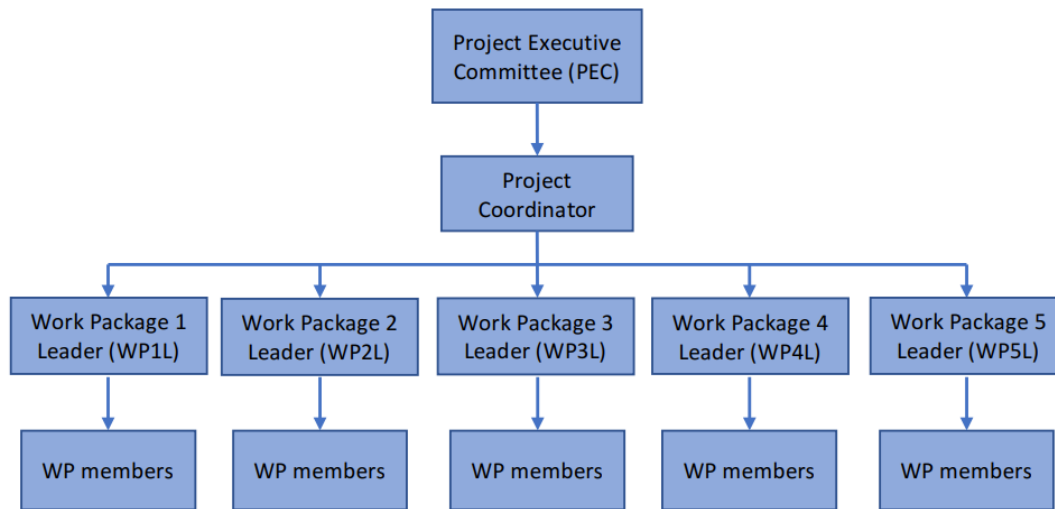 Project Executive
Committee (PEC)
Project
Coordinator
Work Package 1
Leader (WP1L)
Work Package 2
Leader (WP2L)
Work Package 3
Leader (WP3L)
Work Package 4
Leader (WP4L)
Work Package 5
Leader (WP5L)
WP members
WP members
WP members
WP members
WP members